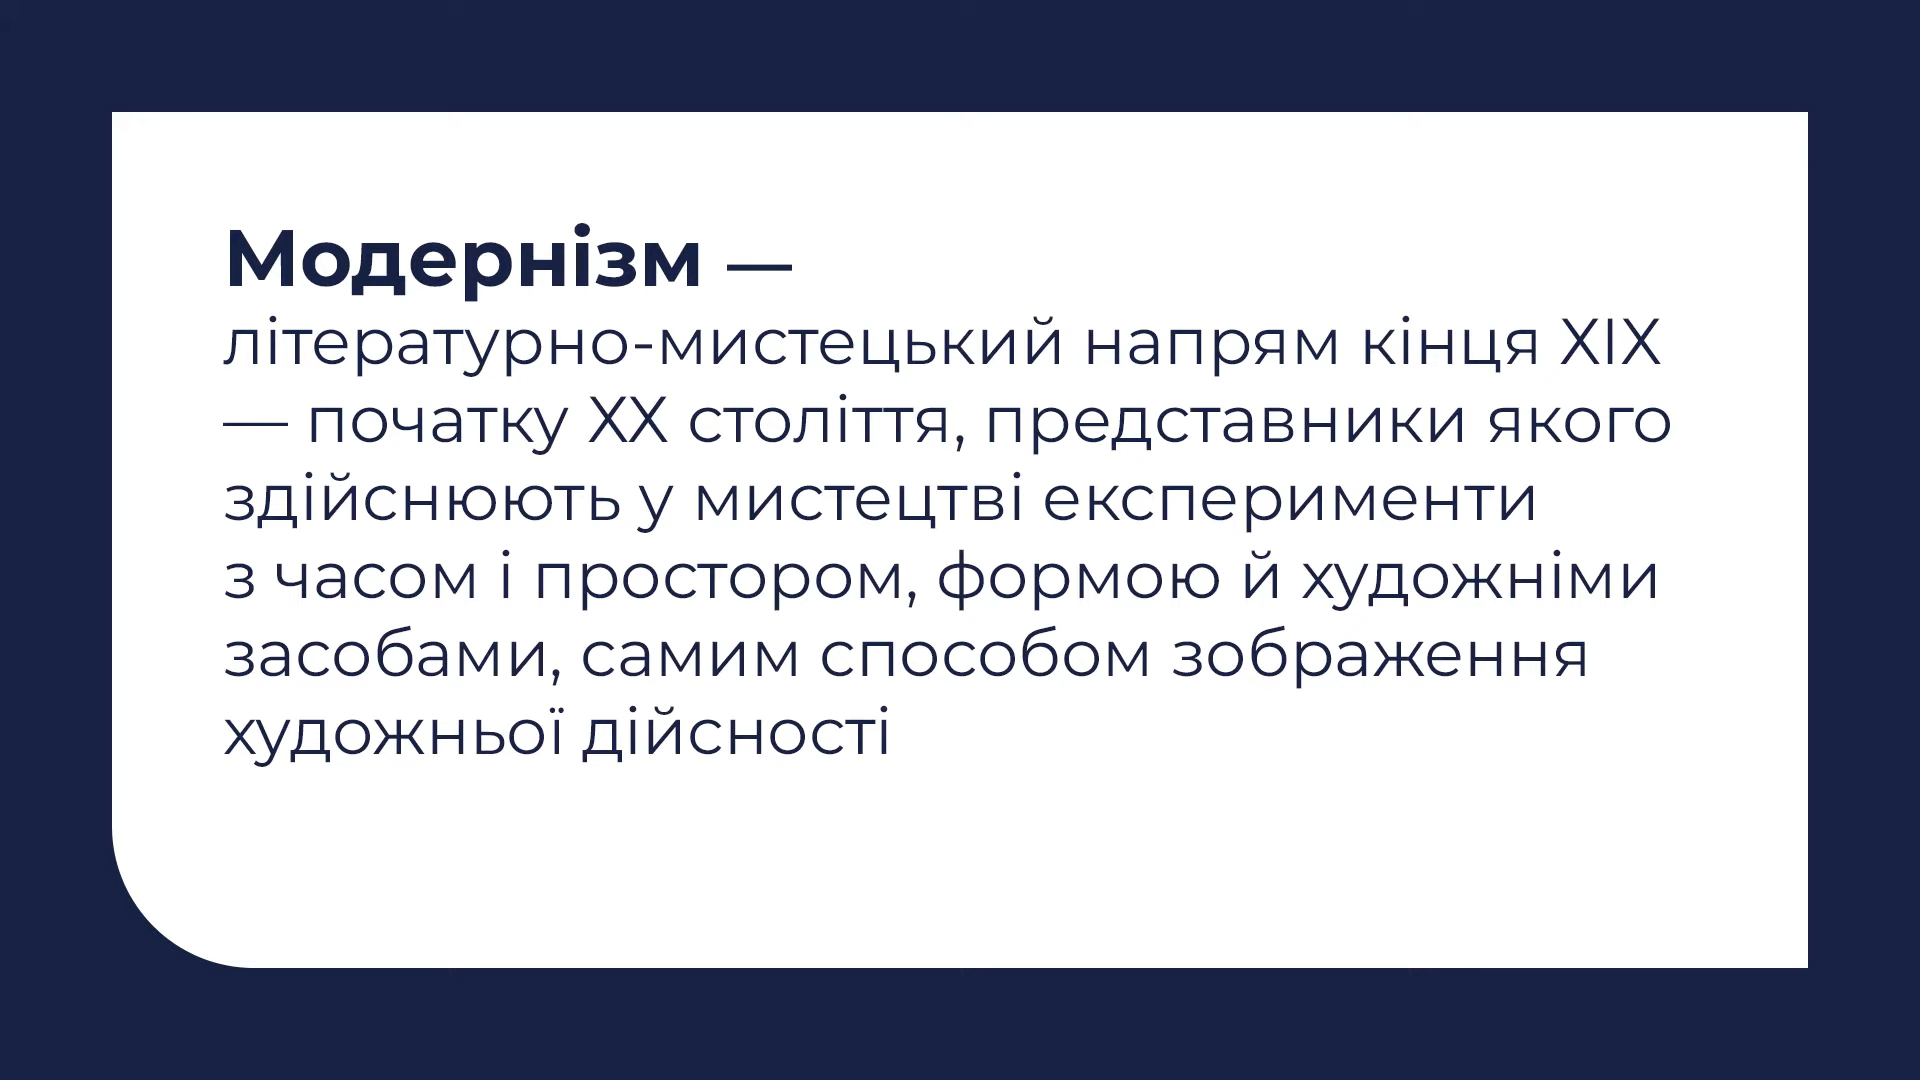 Модернізм —
літературно-мистецький напрям кінця XIX
— початку XX століття, представники якого
здійснюють у мистецтві експерименти
з часом і простором, формою й художніми
засобами, самим способом зображення
художньої дійсності